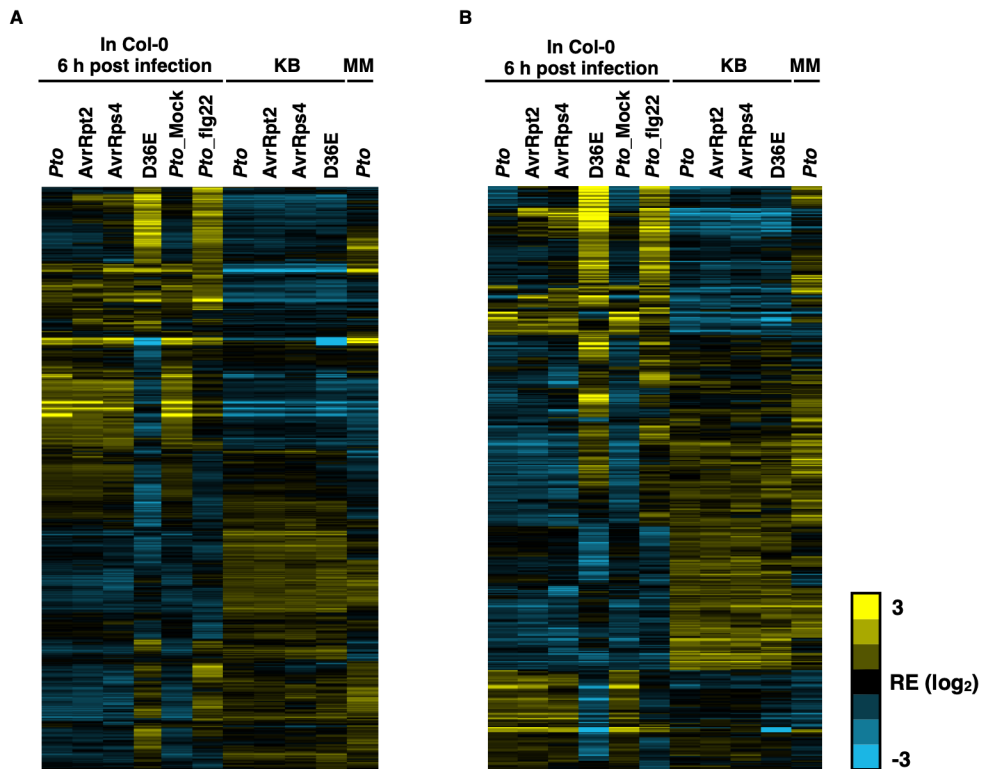 A
In Col-0
6 h post infection
KB
MM
Pto
AvrRpt2
AvrRps4
D36E
Pto_Mock
Pto_flg22
Pto
AvrRpt2
AvrRps4
D36E
Pto
B
In Col-0
6 h post infection
KB
MM
Pto
AvrRpt2
AvrRps4
D36E
Pto_Mock
Pto_flg22
Pto
AvrRpt2
AvrRps4
D36E
Pto
3
RE (log₂)
-3